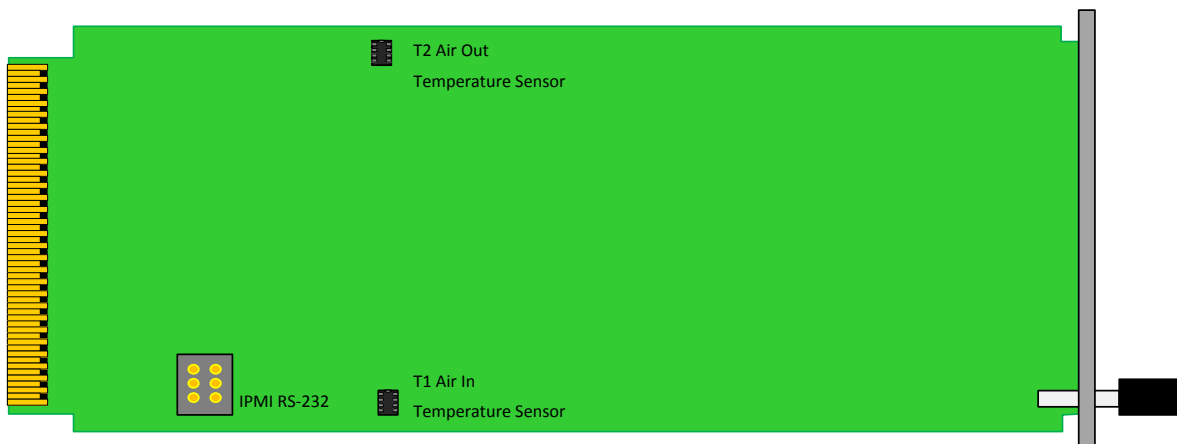 T2 Air Out
Temperature Sensor
T1 Air In
IPMI RS-232
Temperature Sensor